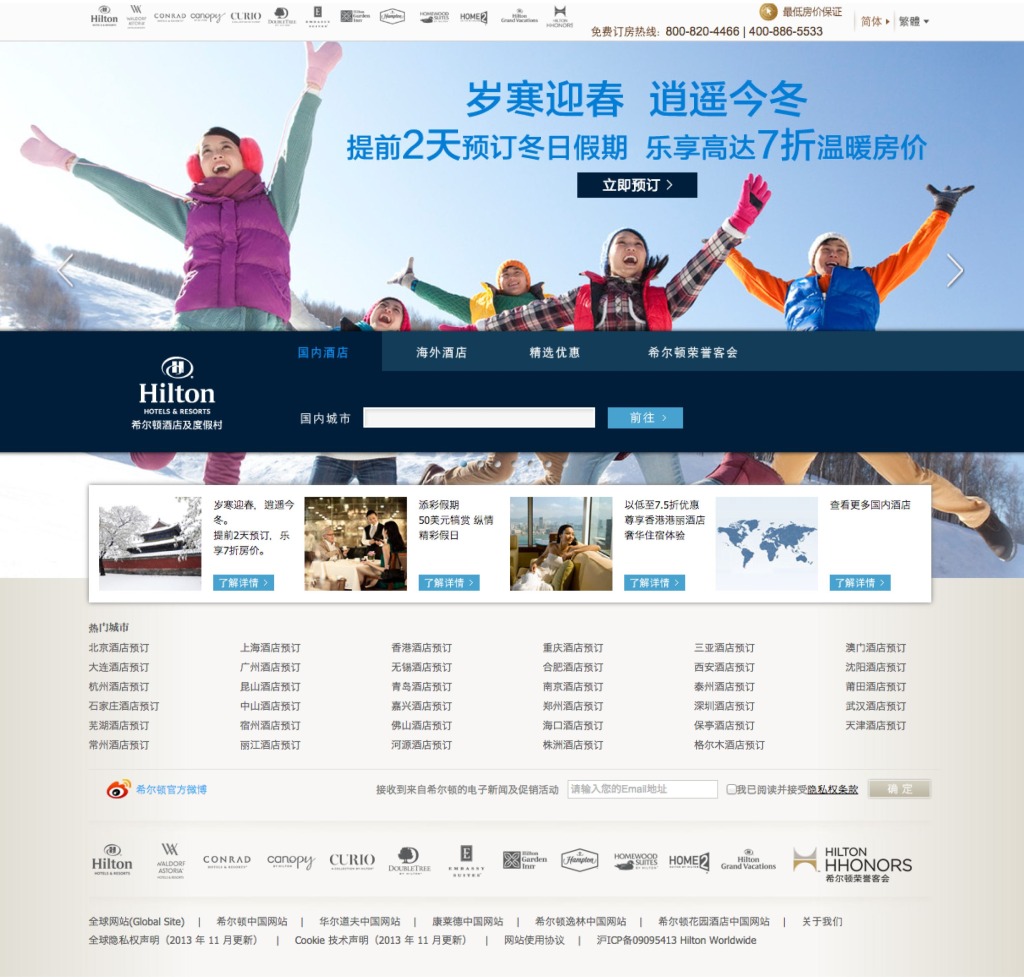 Hilton HOTELS & RESORTS WALDORF ASTORIA CONRAD canopy CURIO DOUBLETREE EMBASSY SUITES Hilton Garden Inn Hampton HOMEWOOD SUITES HOME2 Hilton Grand Vacations HILTON HHONORS
最低房价保证
简体 繁體
免费订房热线：800-820-4466 | 400-886-5533
岁寒迎春 逍遥今冬
提前2天预订冬日假期 乐享高达7折温暖房价
立即预订
国内酒店 海外酒店 精选优惠 希尔顿荣誉客会
Hilton
HOTELS & RESORTS
希尔顿酒店及度假村
国内城市 前往
岁寒迎春，逍遥今
冬。
提前2天预订，乐
享7折房价。
了解详情
添彩假期
50美元犒赏 纵情
精彩假日
了解详情
以低至7.5折优惠
尊享香港港丽酒店
奢华住宿体验
了解详情
查看更多国内酒店
了解详情
热门城市
北京酒店预订 上海酒店预订 香港酒店预订 重庆酒店预订 三亚酒店预订 澳门酒店预订
大连酒店预订 广州酒店预订 无锡酒店预订 合肥酒店预订 西安酒店预订 沈阳酒店预订
杭州酒店预订 昆山酒店预订 青岛酒店预订 南京酒店预订 泰州酒店预订 莆田酒店预订
石家庄酒店预订 中山酒店预订 嘉兴酒店预订 郑州酒店预订 深圳酒店预订 武汉酒店预订
芜湖酒店预订 宿州酒店预订 佛山酒店预订 海口酒店预订 保亭酒店预订 天津酒店预订
常州酒店预订 丽江酒店预订 河源酒店预订 株洲酒店预订 格尔木酒店预订
希尔顿官方微博 接收到来自希尔顿的电子新闻及促销活动 请输入您的Email地址 我已阅读并接受隐私权条款 确 定
Hilton HOTELS & RESORTS WALDORF ASTORIA CONRAD canopy BY HILTON CURIO DOUBLETREE BY HILTON EMBASSY SUITES Hilton Garden Inn Hampton HOMEWOOD SUITES BY HILTON HOME2 Hilton Grand Vacations HILTON HHONORS 希尔顿荣誉客会
全球网站(Global Site) | 希尔顿中国网站 | 华尔道夫中国网站 | 康莱德中国网站 | 希尔顿逸林中国网站 | 希尔顿花园酒店中国网站 | 关于我们
全球隐私权声明（2013 年 11 月更新） | Cookie 技术声明（2013 年 11 月更新） | 网站使用协议 | 沪ICP备09095413 Hilton Worldwide